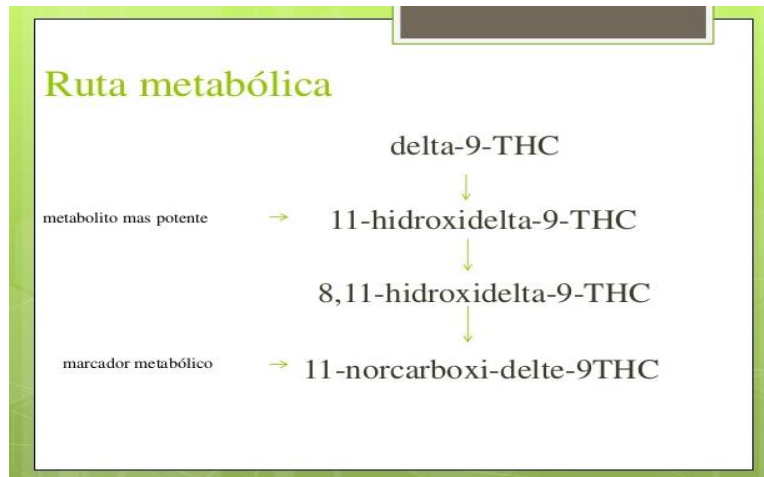 Ruta metabólica
delta-9-THC
metabolito mas potente
11-hidroxidelta-9-THC
8,11-hidroxidelta-9-THC
marcador metabólico
11-norcarboxi-delte-9THC